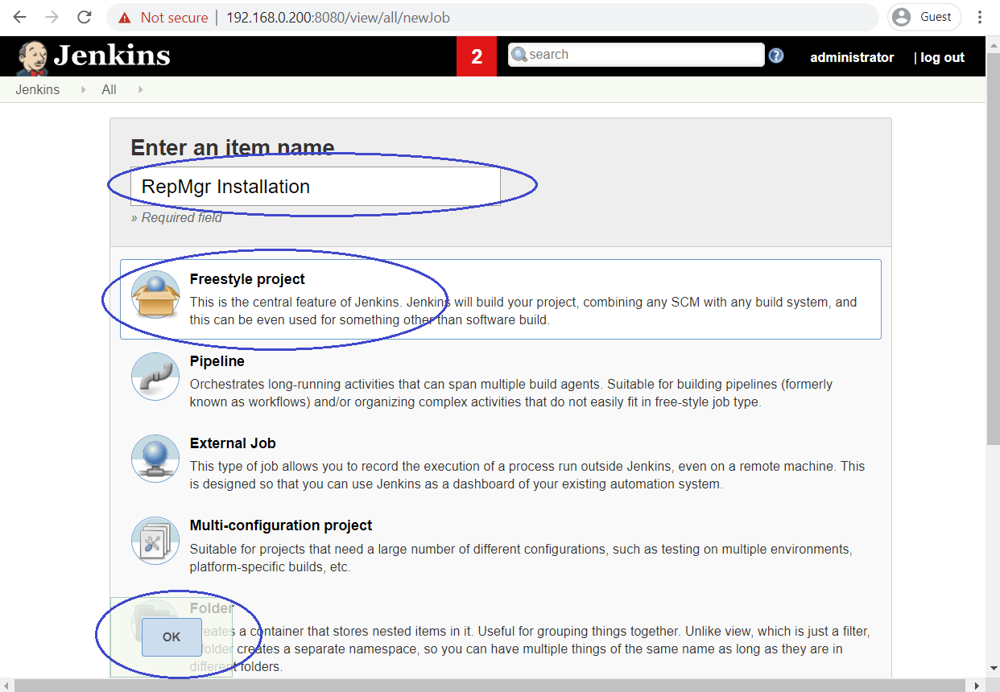 Not secure | 192.168.0.200:8080/view/all/newJob Guest
Jenkins 2 search ? administrator | log out
Jenkins All
Enter an item name
RepMgr Installation
» Required field
Freestyle project
This is the central feature of Jenkins. Jenkins will build your project, combining any SCM with any build system, and
this can be even used for something other than software build.
Pipeline
Orchestrates long-running activities that can span multiple build agents. Suitable for building pipelines (formerly
known as workflows) and/or organizing complex activities that do not easily fit in free-style job type.
External Job
This type of job allows you to record the execution of a process run outside Jenkins, even on a remote machine. This
is designed so that you can use Jenkins as a dashboard of your existing automation system.
Multi-configuration project
Suitable for projects that need a large number of different configurations, such as testing on multiple environments,
platform-specific builds, etc.
Folder
Creates a container that stores nested items in it. Useful for grouping things together. Unlike view, which is just a filter,
OK
folder creates a separate namespace, so you can have multiple things of the same name as long as they are in
different folders.